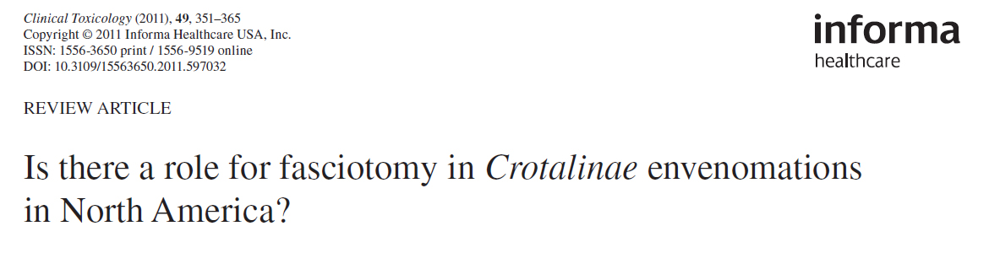 Clinical Toxicology (2011), 49, 351–365
Copyright © 2011 Informa Healthcare USA, Inc.
ISSN: 1556-3650 print / 1556-9519 online
DOI: 10.3109/15563650.2011.597032
informa
healthcare
REVIEW ARTICLE
Is there a role for fasciotomy in Crotalinae envenomations
in North America?